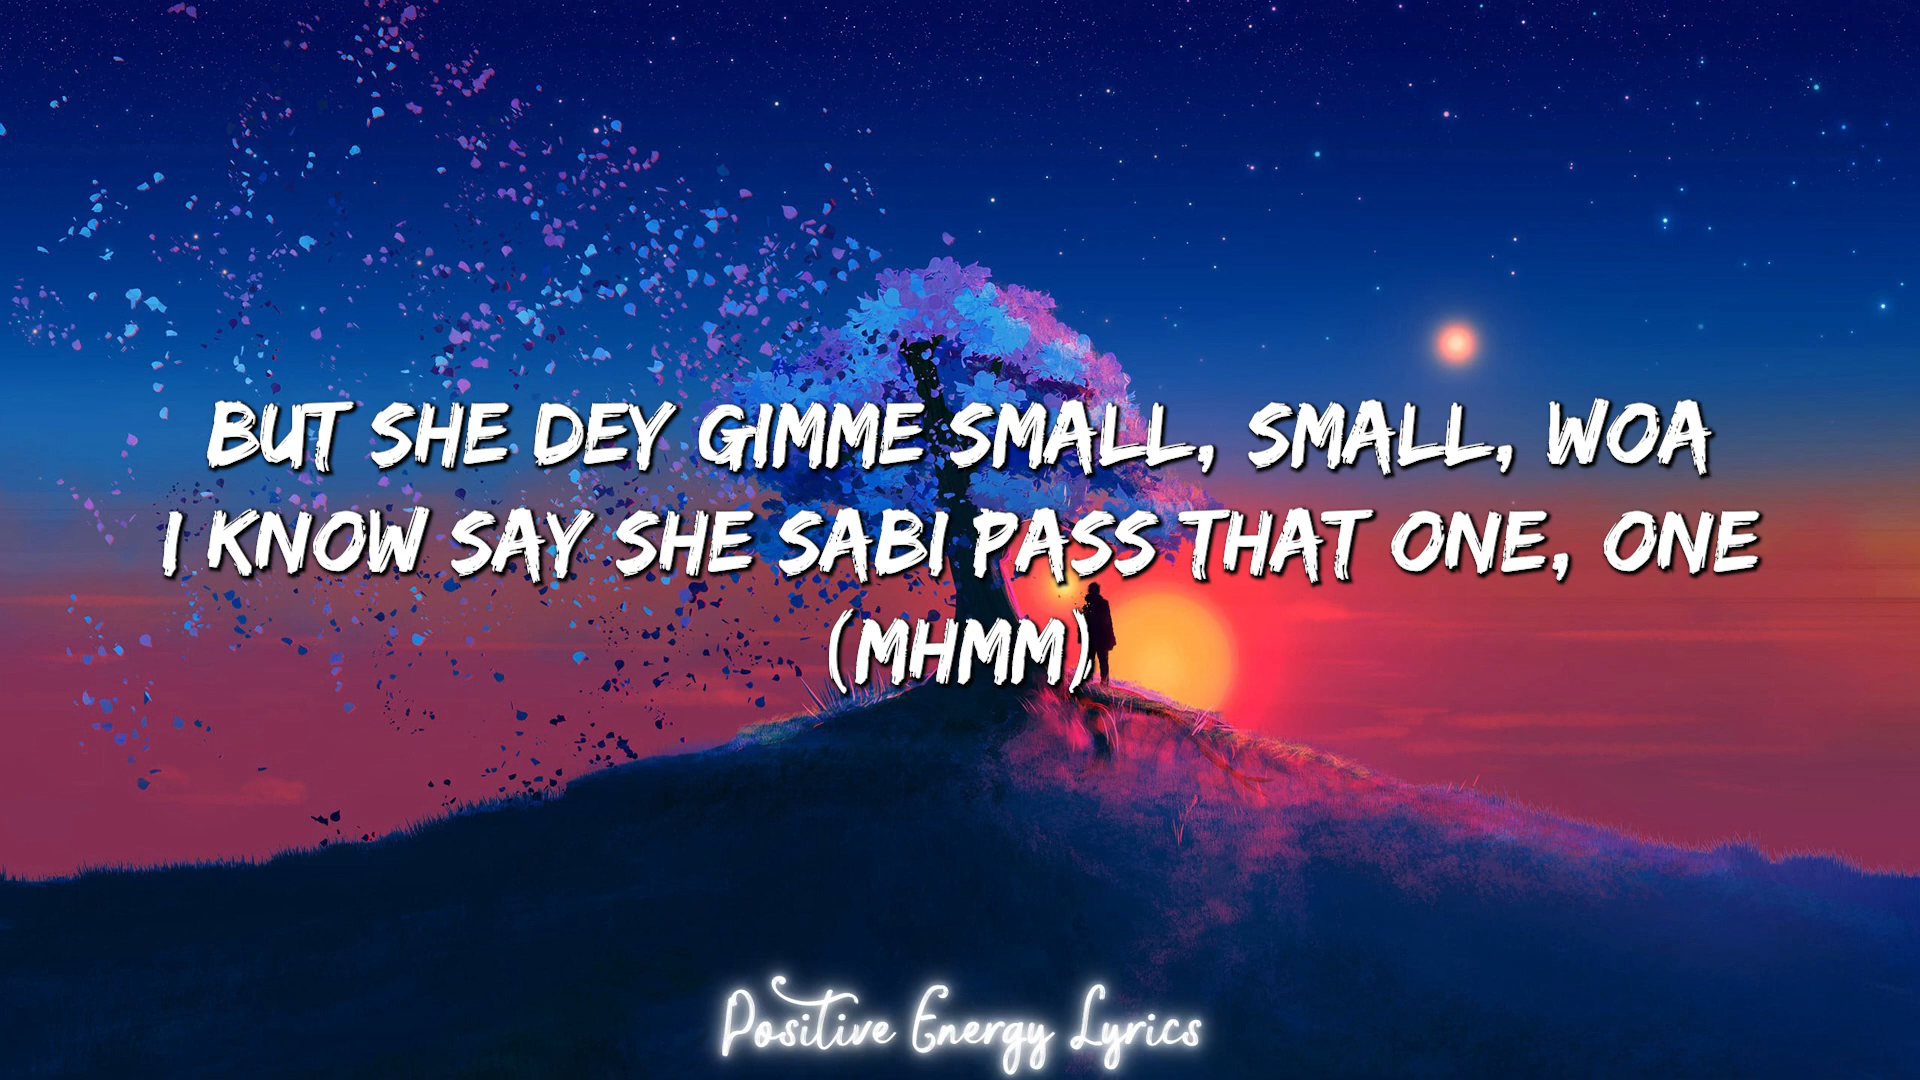 BUT SHE DEY GIMME SMALL, SMALL, WOA
I KNOW SAY SHE SABI PASS THAT ONE, ONE
(MHMM)
Positive Energy Lyrics